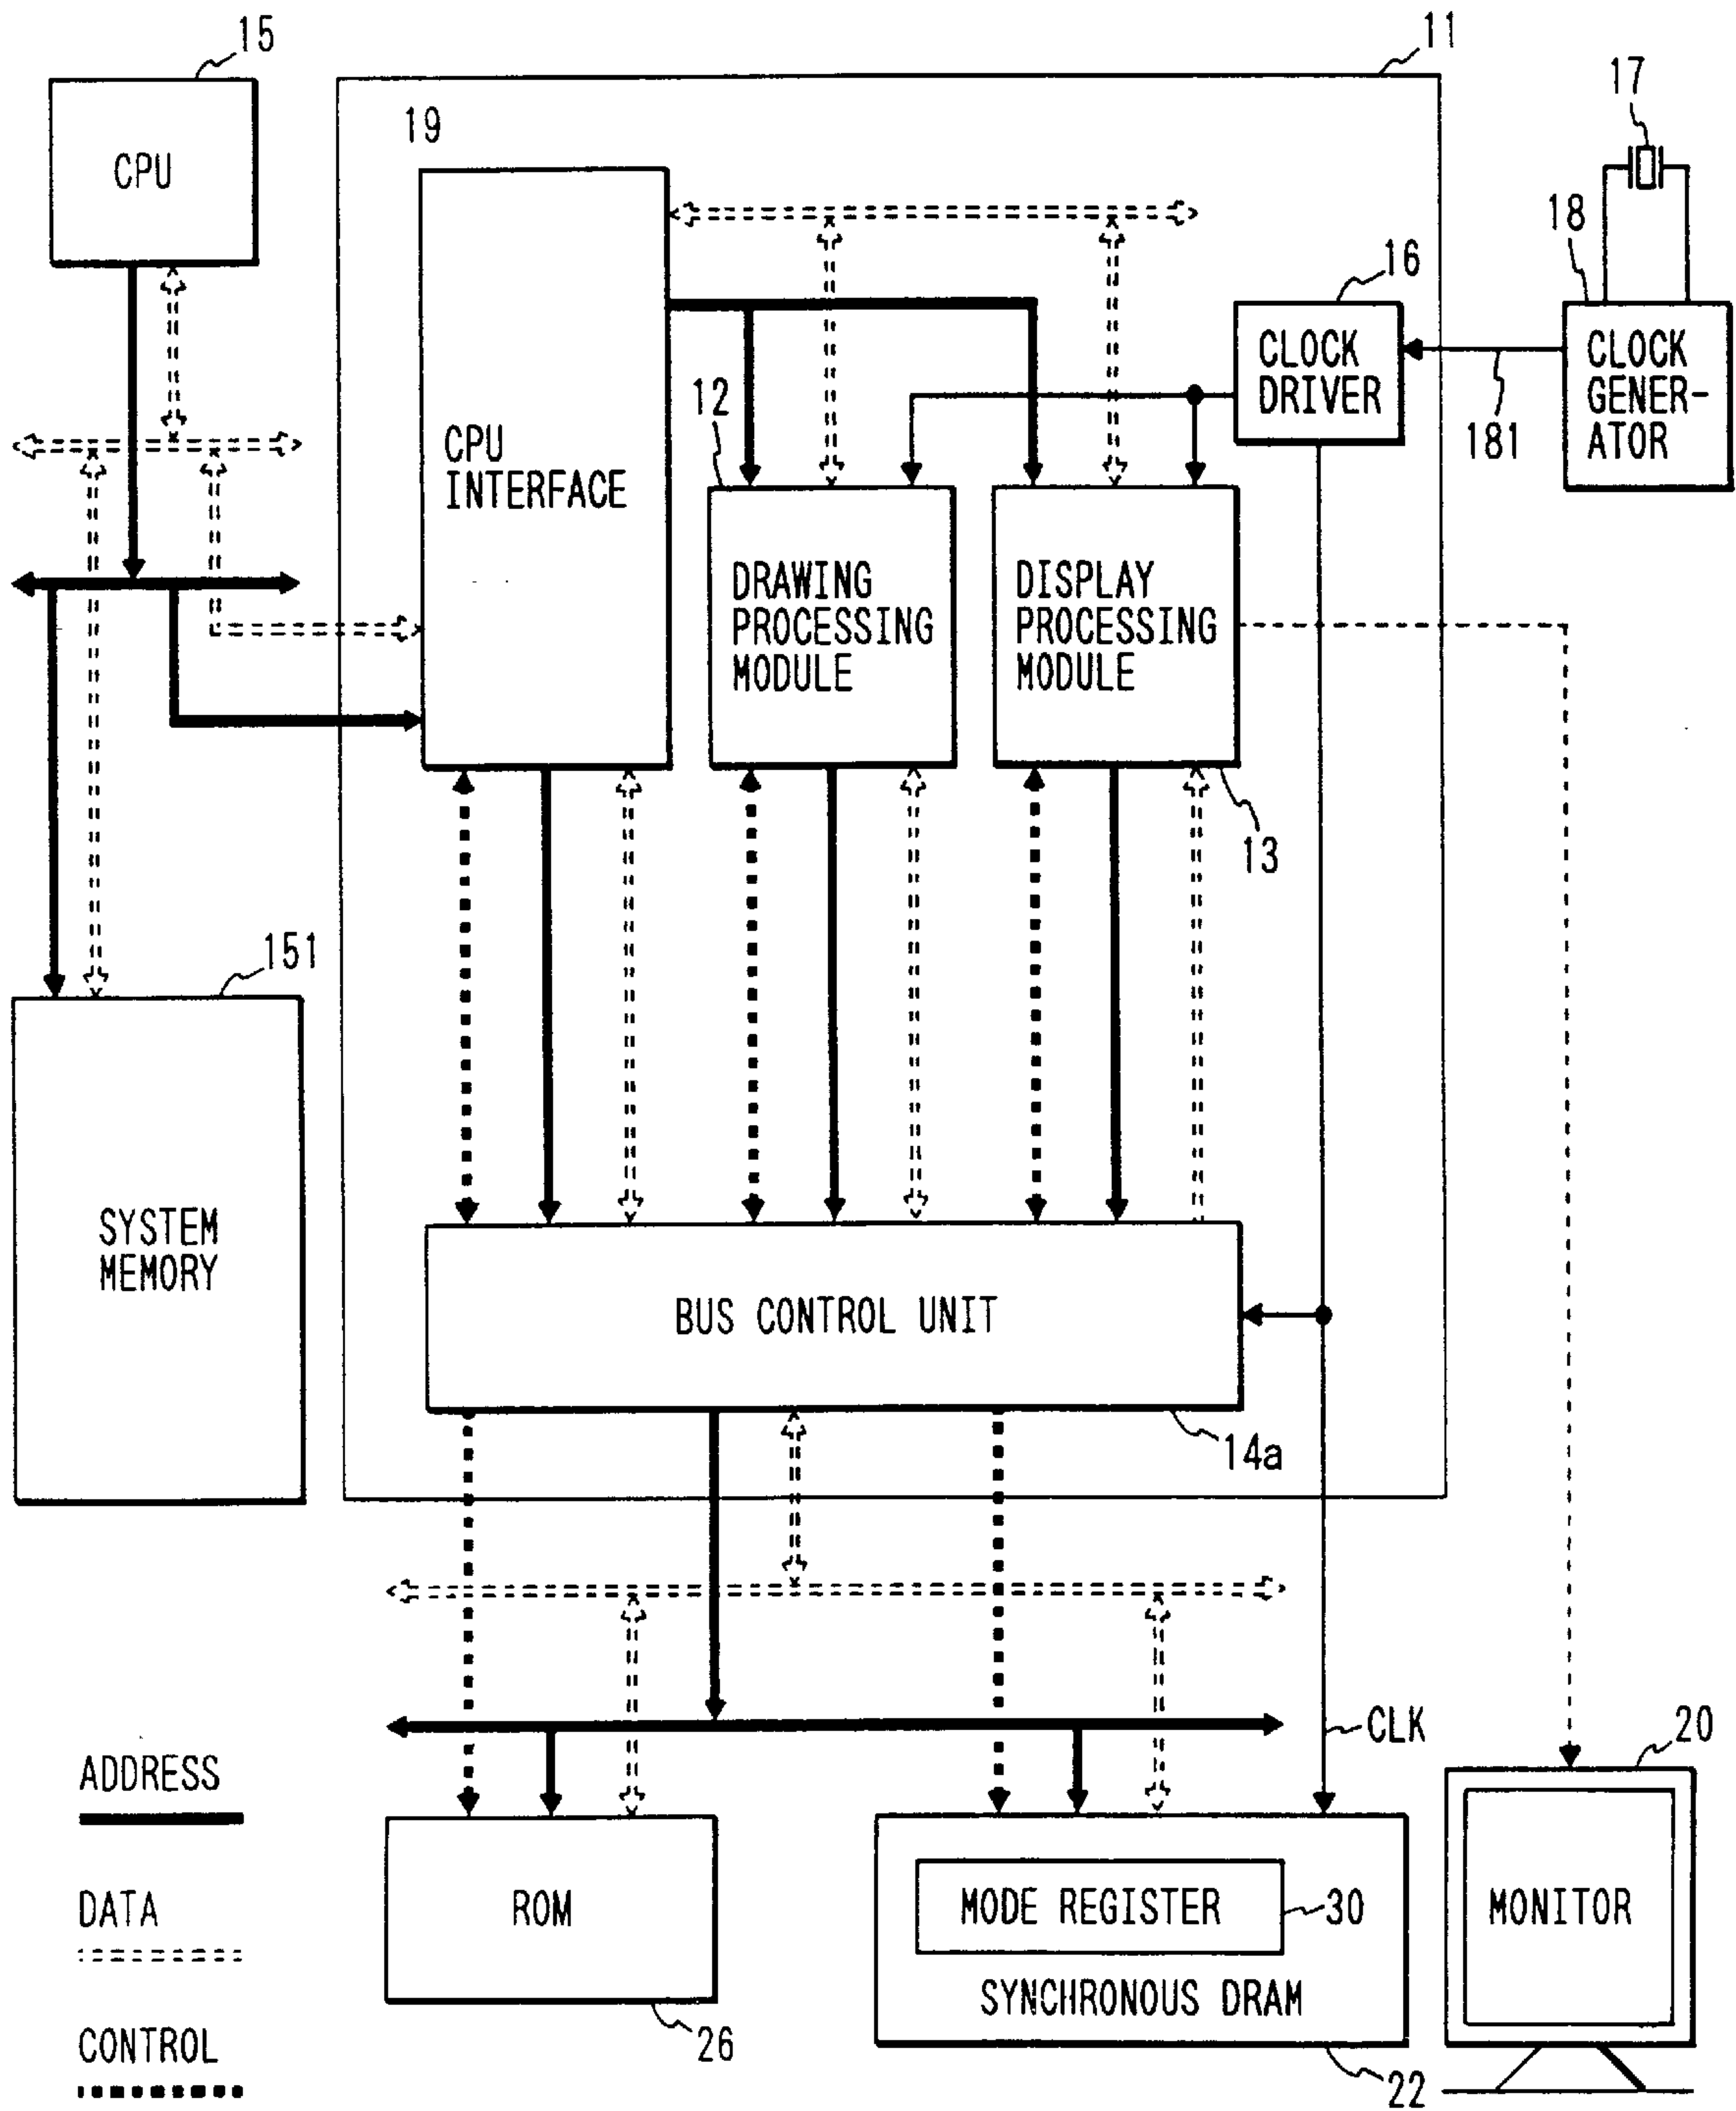 15
11
17
19
CPU
18
16
CLOCK
DRIVER
CLOCK
GENER-
ATOR
12
181
CPU
INTERFACE
DRAWING
PROCESSING
MODULE
DISPLAY
PROCESSING
MODULE
13
151
SYSTEM
MEMORY
BUS CONTROL UNIT
14a
CLK
20
ADDRESS
DATA
CONTROL
ROM
MODE REGISTER
30
SYNCHRONOUS DRAM
MONITOR
26
22